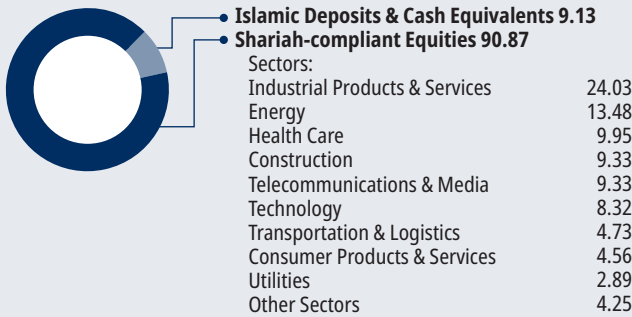 Islamic Deposits & Cash Equivalents 9.13
Shariah-compliant Equities 90.87
Sectors:
Industrial Products & Services 24.03
Energy 13.48
Health Care 9.95
Construction 9.33
Telecommunications & Media 9.33
Technology 8.32
Transportation & Logistics 4.73
Consumer Products & Services 4.56
Utilities 2.89
Other Sectors 4.25